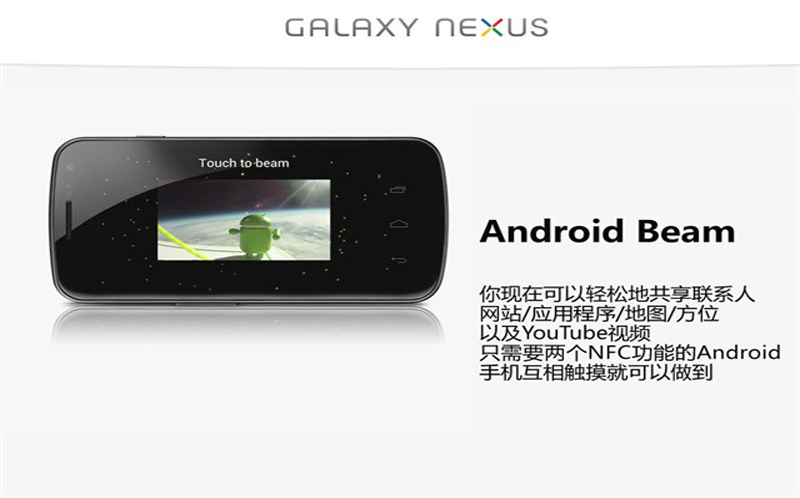 GALAXY NEXUS
Touch to beam
Android Beam
你现在可以轻松地共享联系人
网站/应用程序/地图/方位
以及YouTube视频
只需要两个NFC功能的Android
手机互相触摸就可以做到